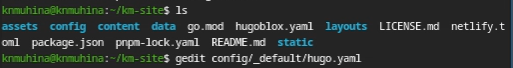 knmuhina@knmuhina:~/km-site$ ls
assets config content data go.mod hugoblox.yaml layouts LICENSE.md netlify.t
oml package.json pnpm-lock.yaml README.md static
knmuhina@knmuhina:~/km-site$ gedit config/_default/hugo.yaml